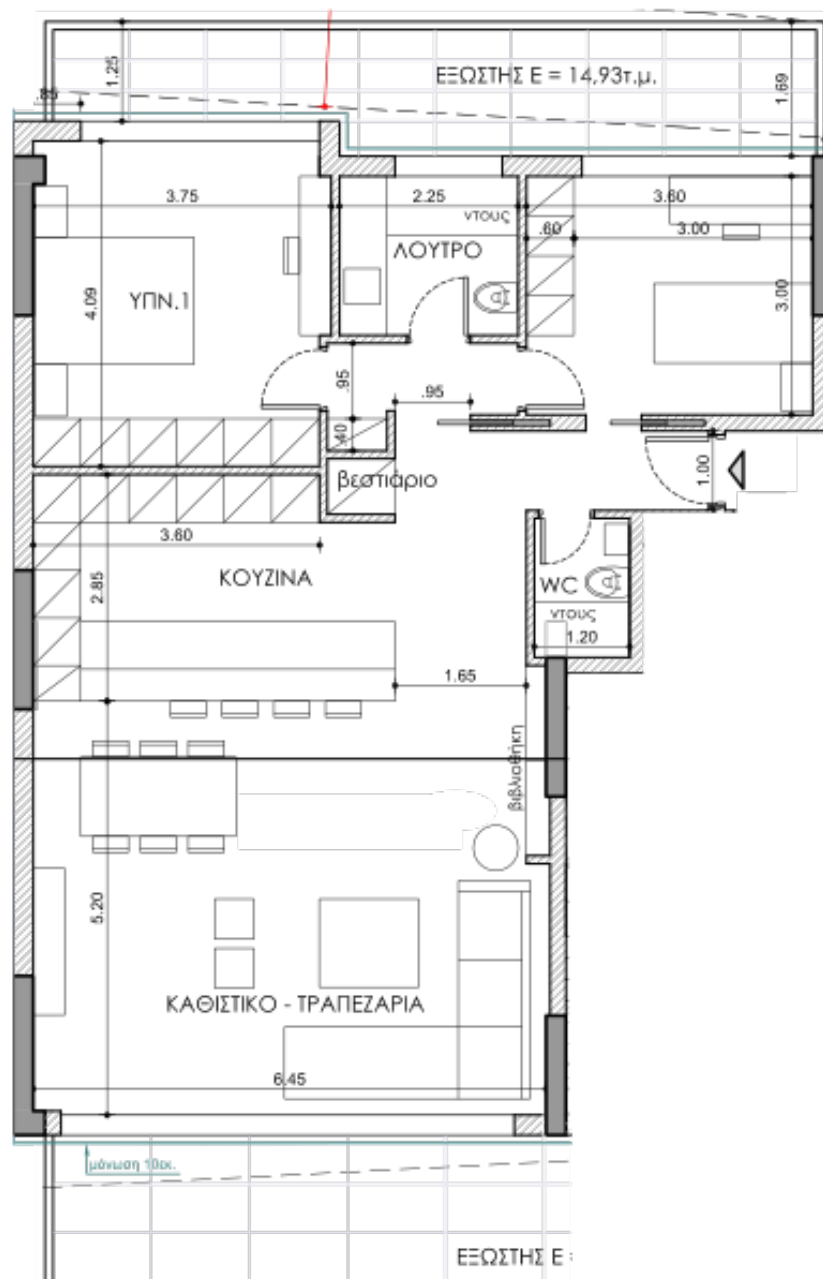 ΕΞΩΣΤΗΣ Ε = 14,93τ.μ.
1.25
1.69
.85
3.75
2.25
3.60
ντους
.60
3.00
ΛΟΥΤΡΟ
ΥΠΝ.1
4.09
3.00
.95
.95
.40
βεστιάριο
1.00
3.60
ΚΟΥΖΙΝΑ
2.85
WC
ντους
1.20
1.65
βιβλιοθήκη
5.20
ΚΑΘΙΣΤΙΚΟ - ΤΡΑΠΕΖΑΡΙΑ
6.45
μόνωση 10εκ.
ΕΞΩΣΤΗΣ Ε =